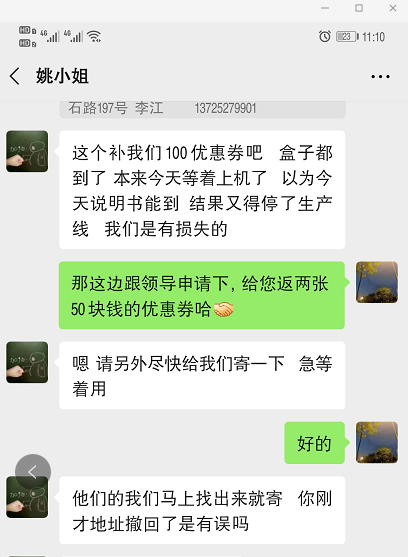 HD 4G 4G 23 11:10
HD 2
姚小姐
石路197号 李江 13725279901
这个补我们100优惠券吧 盒子都
到了 本来今天等着上机了 以为今
天说明书能到 结果又得停了生产
线 我们是有损失的
那这边跟领导申请下, 给您返两张
50块钱的优惠券哈
嗯 请另外尽快给我们寄一下 急等
着用
好的
他们的我们马上找出来就寄 你刚
才地址撤回了是有误吗